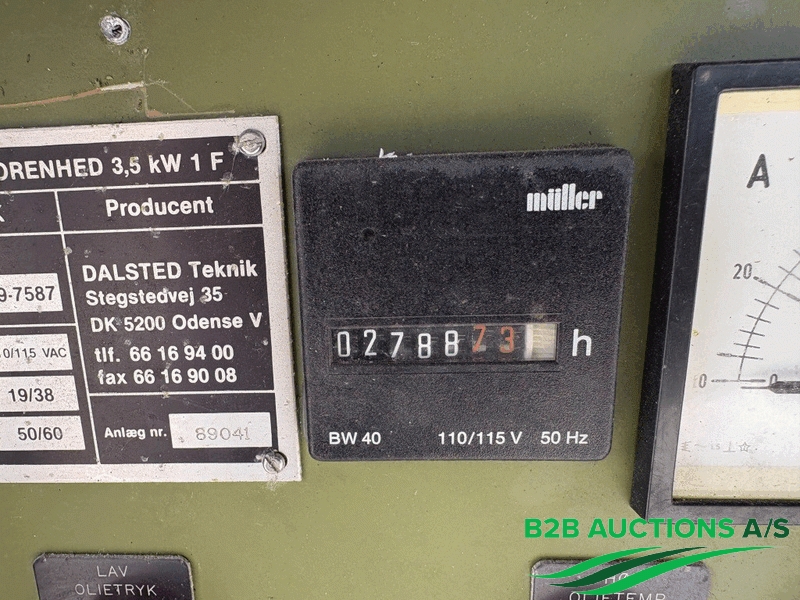 ORENHED 3,5 kW 1 F
Producent
DALSTED Teknik
Stegstedvej 35
DK 5200 Odense V
tlf. 66 16 94 00
fax 66 16 90 08
9-7587
0/115 VAC
19/38
50/60
Anlæg nr. 89041
müller
0278873 h
BW 40 110/115 V 50 Hz
A
20
0
0
LAV
OLIETRYK
OLIETEMP
B2B AUCTIONS A/S